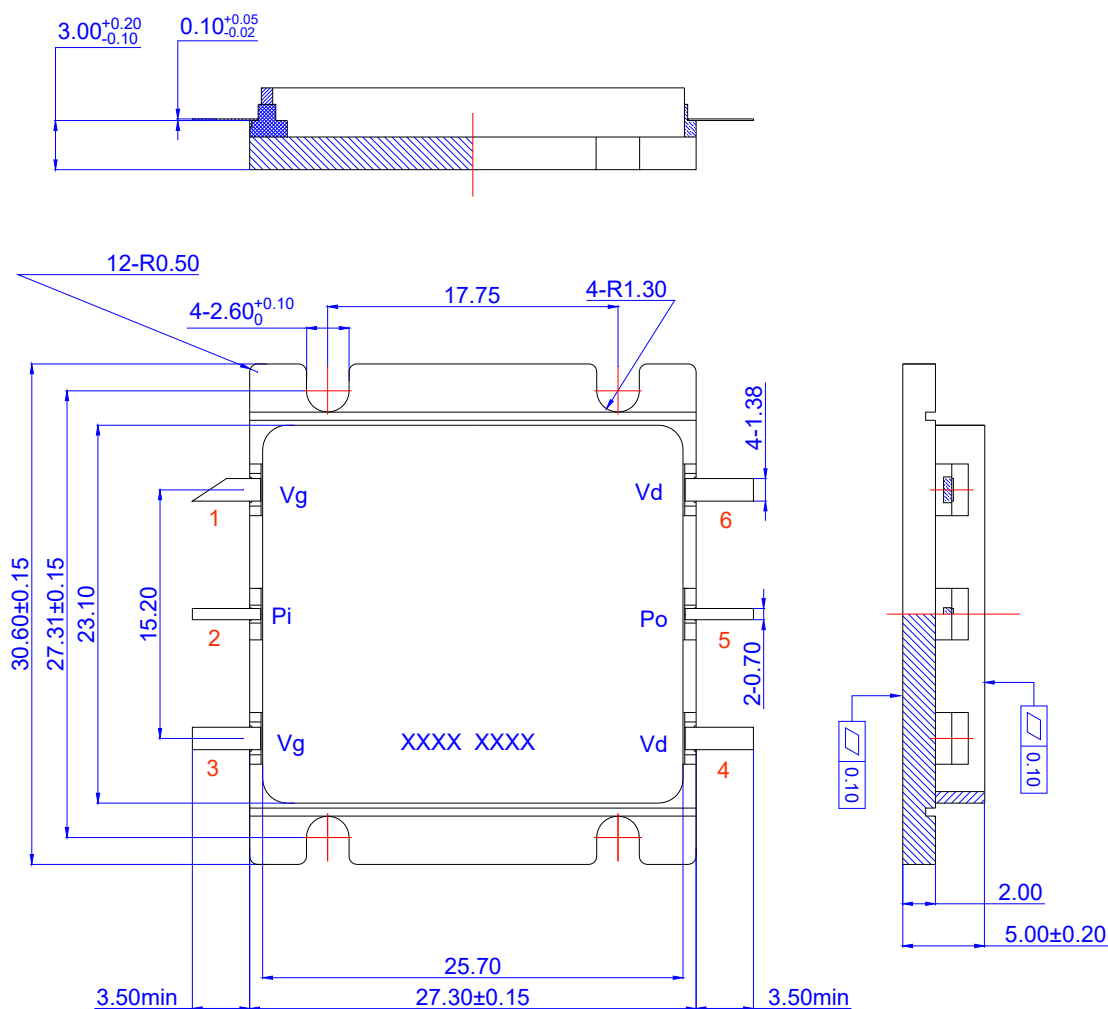 3.00 +0.20 -0.10
0.10 +0.05 -0.02
12-R0.50
17.75
4-R1.30
4-2.60 +0.10 0
4-1.38
Vg
Vd
1
6
30.60±0.15
27.31±0.15
23.10
15.20
Pi
Po
2
5
2-0.70
Vg
XXXX XXXX
Vd
3
4
0.10
0.10
2.00
5.00±0.20
25.70
3.50min
27.30±0.15
3.50min